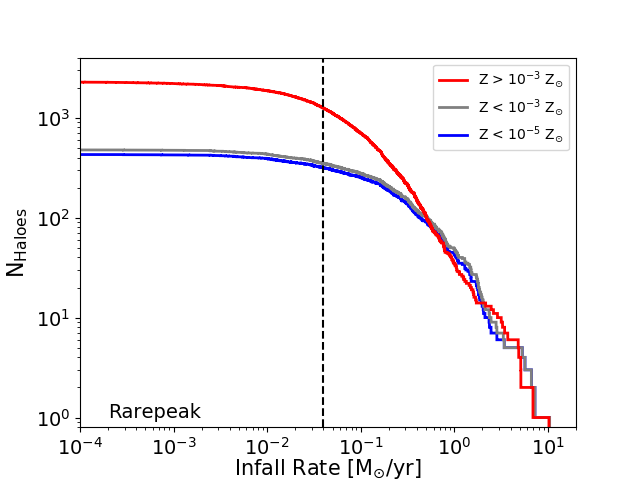 Z > 10⁻³ Z⊙
Z < 10⁻³ Z⊙
Z < 10⁻⁵ Z⊙
10³
10²
10¹
10⁰
N_Haloes
Rarepeak
10⁻⁴ 10⁻³ 10⁻² 10⁻¹ 10⁰ 10¹
Infall Rate [M⊙/yr]